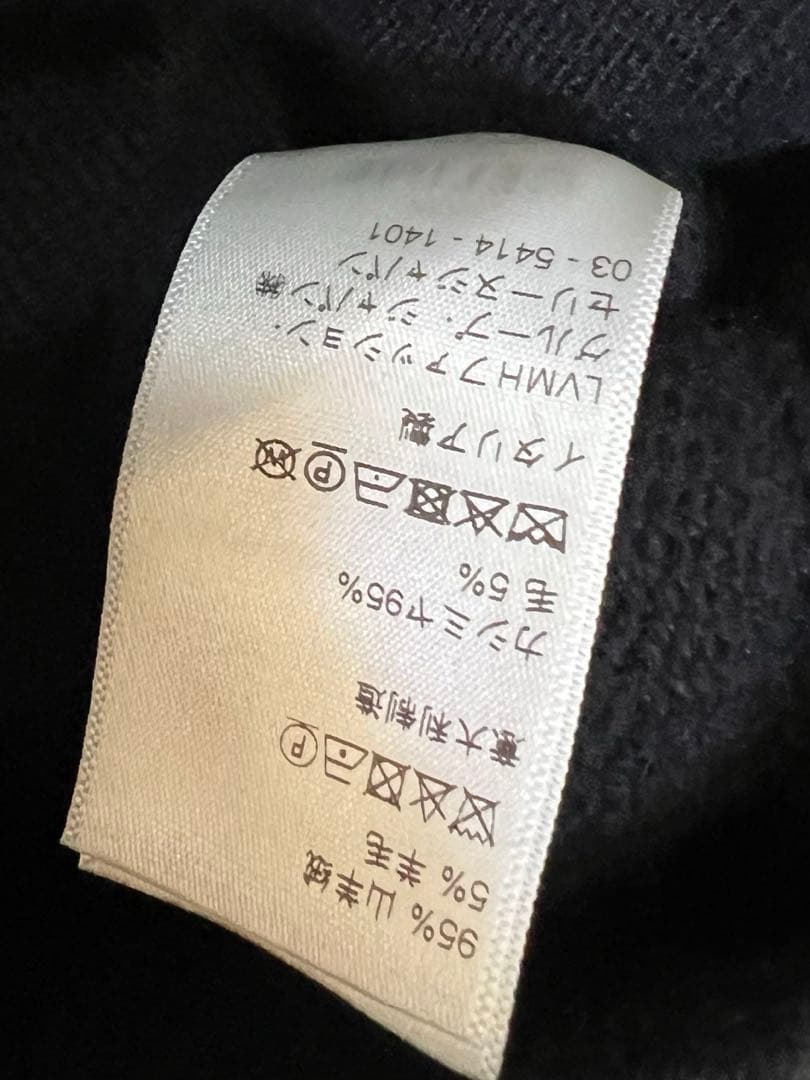 95% 山羊绒
5% 羊毛
P
意大利制造
カシミヤ95%
毛 5%
P W
イタリア製
LVMHファッション・
グループ・ジャパン㈱
セリーヌジャパン
03 - 5414 - 1401